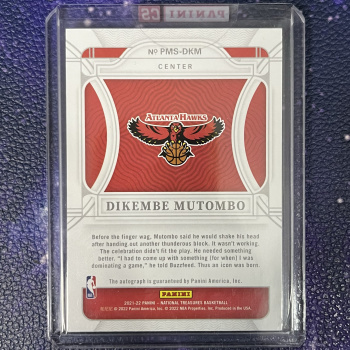 PANINI
№ PMS-DKM
CENTER
ATLANTA HAWKS
DIKEMBE MUTOMBO
Before the finger wag, Mutombo said he would shake his
head after handing out another thunderous block. It wasn't working.
The celebration didn't fit the play. He needed something
better. "I had to come up with something [for when] I was
dominating a game," he told Buzzfeed. Thus an icon was born.
The autograph is guaranteed by Panini America, Inc.
PANINI
2021-22 PANINI – NATIONAL TREASURES BASKETBALL
© 2022 Panini America, Inc. © 2022 NBA Properties, Inc. Produced in the USA.